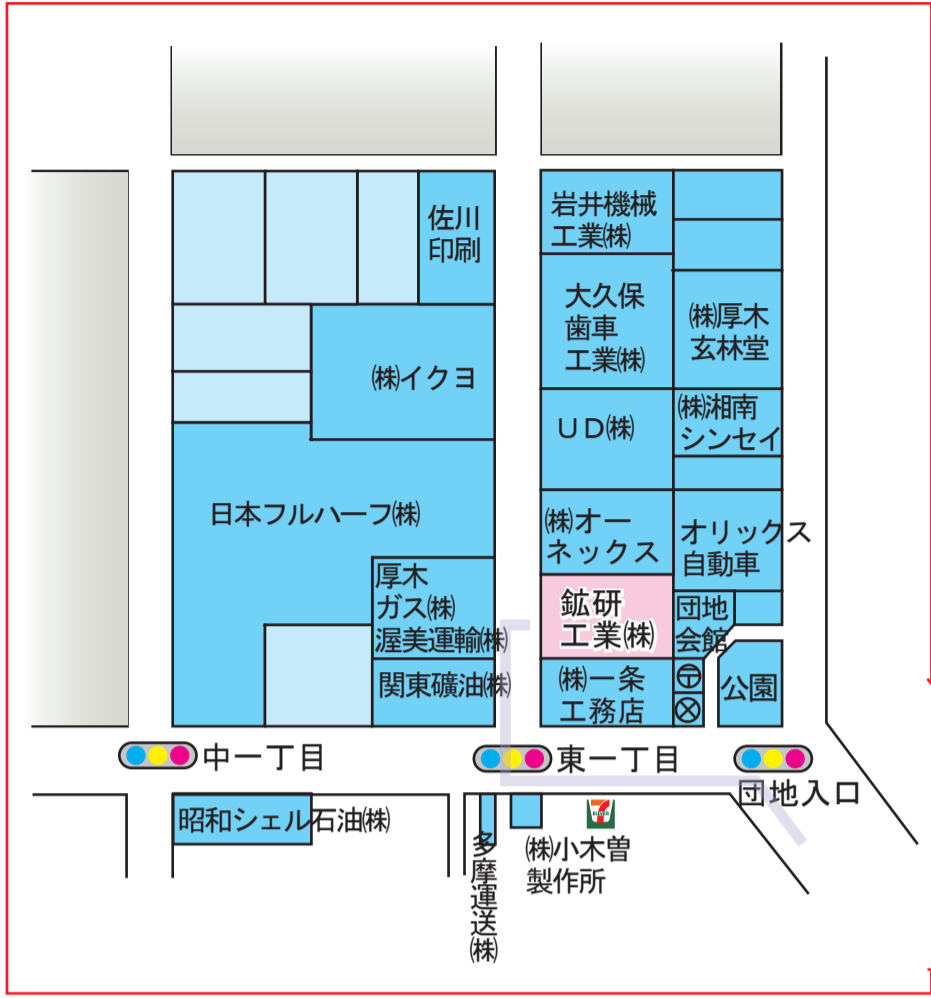 佐川
印刷
岩井機械
工業㈱
大久保
歯車
工業㈱
㈱厚木
玄林堂
㈱イクヨ
UD㈱
㈱湘南
シンセイ
日本フルハーフ㈱
㈱オー
ネックス
オリックス
自動車
厚木
ガス㈱
渥美運輸㈱
鉱研
工業㈱
団地
会館
関東礦油㈱
㈱一条
工務店
〒
公園
中一丁目
東一丁目
団地入口
昭和シェル石油㈱
多摩運送㈱
7
ELEVEN
㈱小木曽
製作所